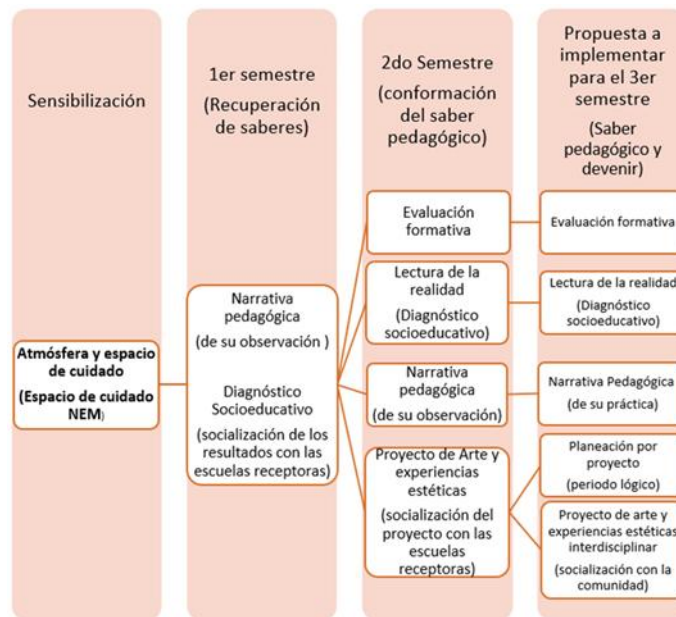 Sensibilización
1er semestre
(Recuperación
de saberes)
2do Semestre
(conformación
del saber
pedagógico)
Propuesta a
implementar
para el 3er
semestre
(Saber
pedagógico y
devenir)
Atmósfera y espacio
de cuidado
(Espacio de cuidado
NEM)
Narrativa
pedagógica
(de su observación )
Diagnóstico
Socioeducativo
(socialización de los
resultados con las
escuelas receptoras)
Evaluación
formativa
Lectura de la
realidad
(Diagnóstico
socioeducativo)
Narrativa
pedagógica
(de su observación)
Proyecto de Arte y
experiencias
estéticas
(socialización del
proyecto con las
escuelas
receptoras)
Evaluación formativa
Lectura de la realidad
(Diagnóstico
socioeducativo)
Narrativa Pedagógica
(de su práctica)
Planeación por
proyecto
(periodo lógico)
Proyecto de arte y
experiencias estéticas
interdisciplinar
(socialización con la
comunidad)